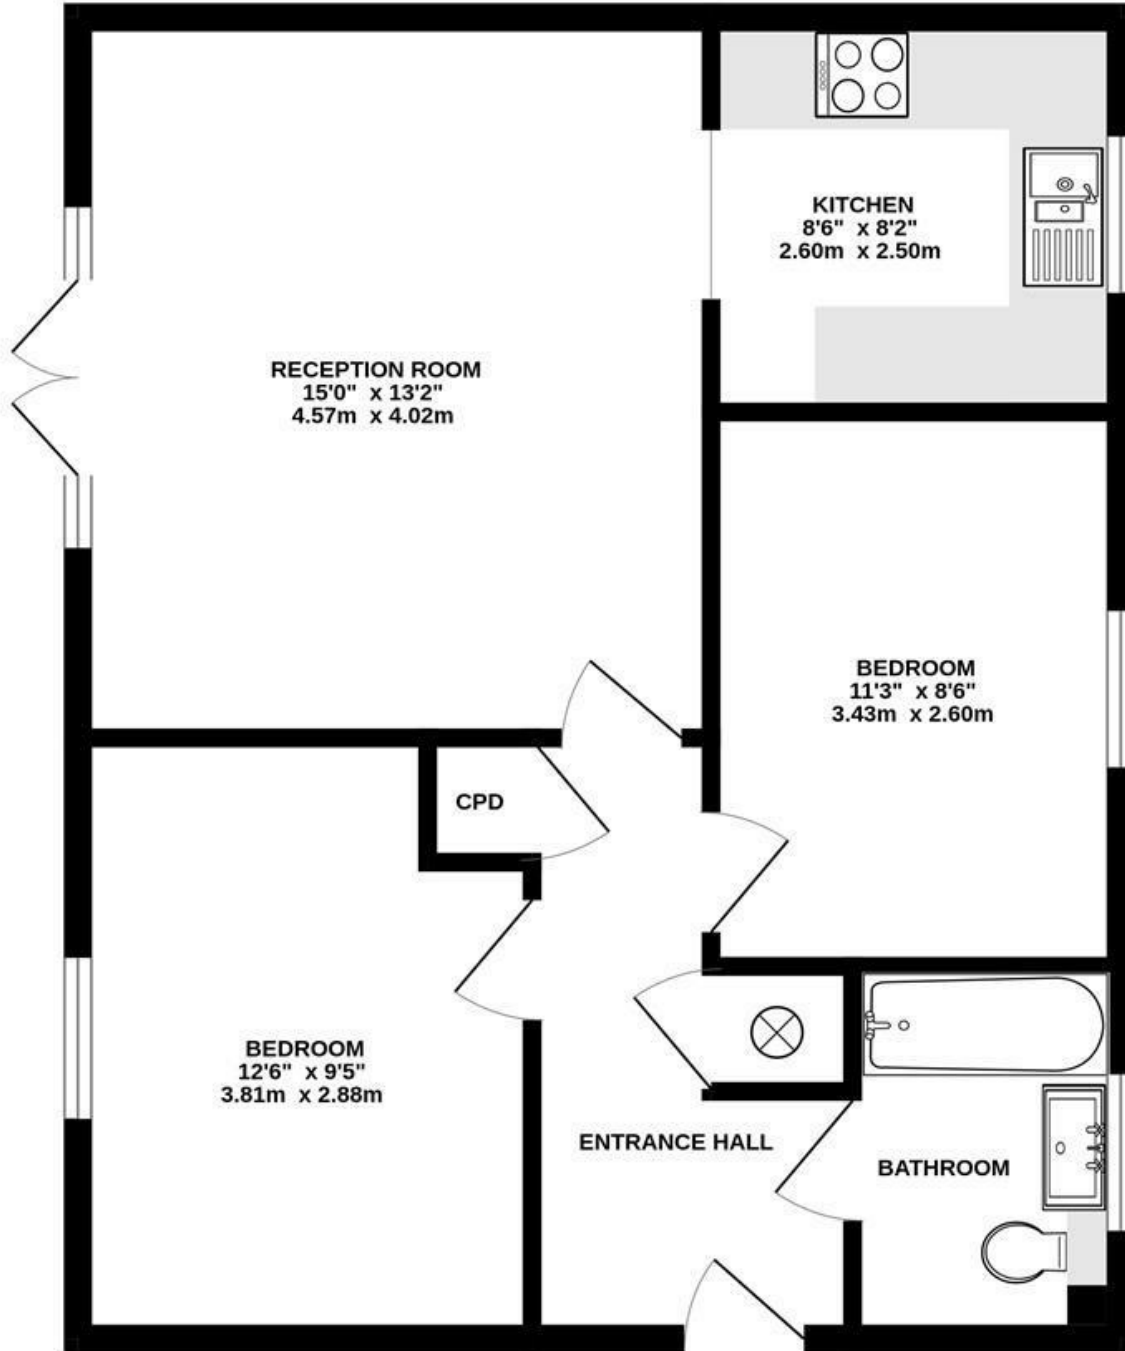 KITCHEN
8'6" x 8'2"
2.60m x 2.50m
RECEPTION ROOM
15'0" x 13'2"
4.57m x 4.02m
BEDROOM
11'3" x 8'6"
3.43m x 2.60m
CPD
BEDROOM
12'6" x 9'5"
3.81m x 2.88m
ENTRANCE HALL
BATHROOM